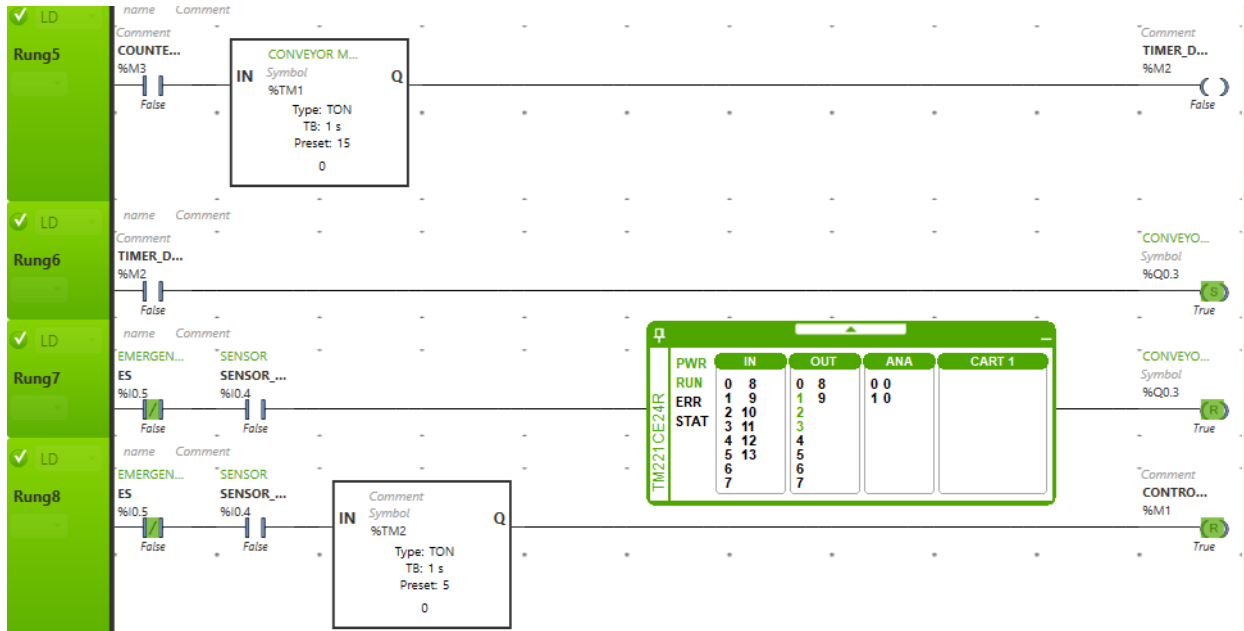 LD
name Comment
Rung5
Comment
COUNTE...
%M3
False
CONVEYOR M...
IN Symbol Q
%TM1
Type: TON
TB: 1 s
Preset: 15
0
Comment
TIMER_D...
%M2
False
LD
name Comment
Rung6
Comment
TIMER_D...
%M2
False
CONVEYO...
Symbol
%Q0.3
S
True
LD
name Comment
Rung7
EMERGEN... SENSOR
ES SENSOR_...
%I0.5 %I0.4
False False
TM221CE24R
PWR
RUN
ERR
STAT
IN
0 8
1 9
2 10
3 11
4 12
5 13
6
7
OUT
0 8
1 9
2
3
4
5
6
7
ANA
0 0
1 0
CART 1
CONVEYO...
Symbol
%Q0.3
R
True
LD
name Comment
Rung8
EMERGEN... SENSOR
ES SENSOR_...
%I0.5 %I0.4
False False
Comment
IN Symbol Q
%TM2
Type: TON
TB: 1 s
Preset: 5
0
Comment
CONTRO...
%M1
R
True